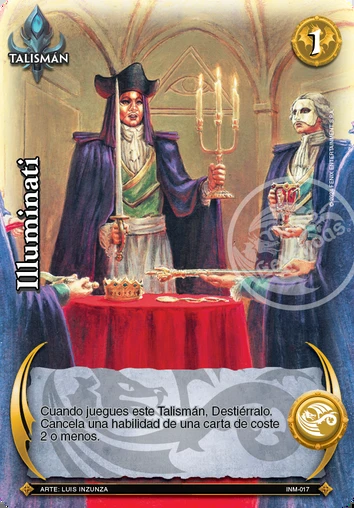 TALISMÁN
1
Illuminati
Cuando juegues este Talismán, Destiérralo.
Cancela una habilidad de una carta de coste
2 o menos.
ARTE: LUIS INZUNZA
INM-017